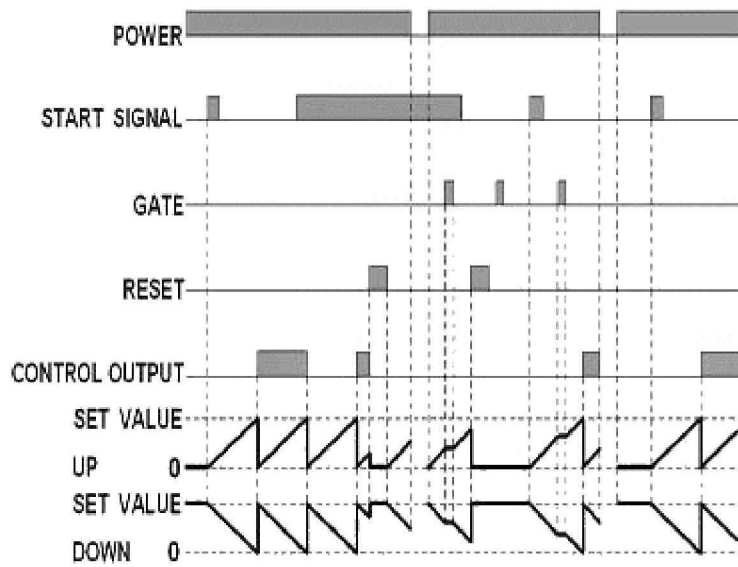 POWER
START SIGNAL
GATE
RESET
CONTROL OUTPUT
SET VALUE
UP 0
SET VALUE
DOWN 0